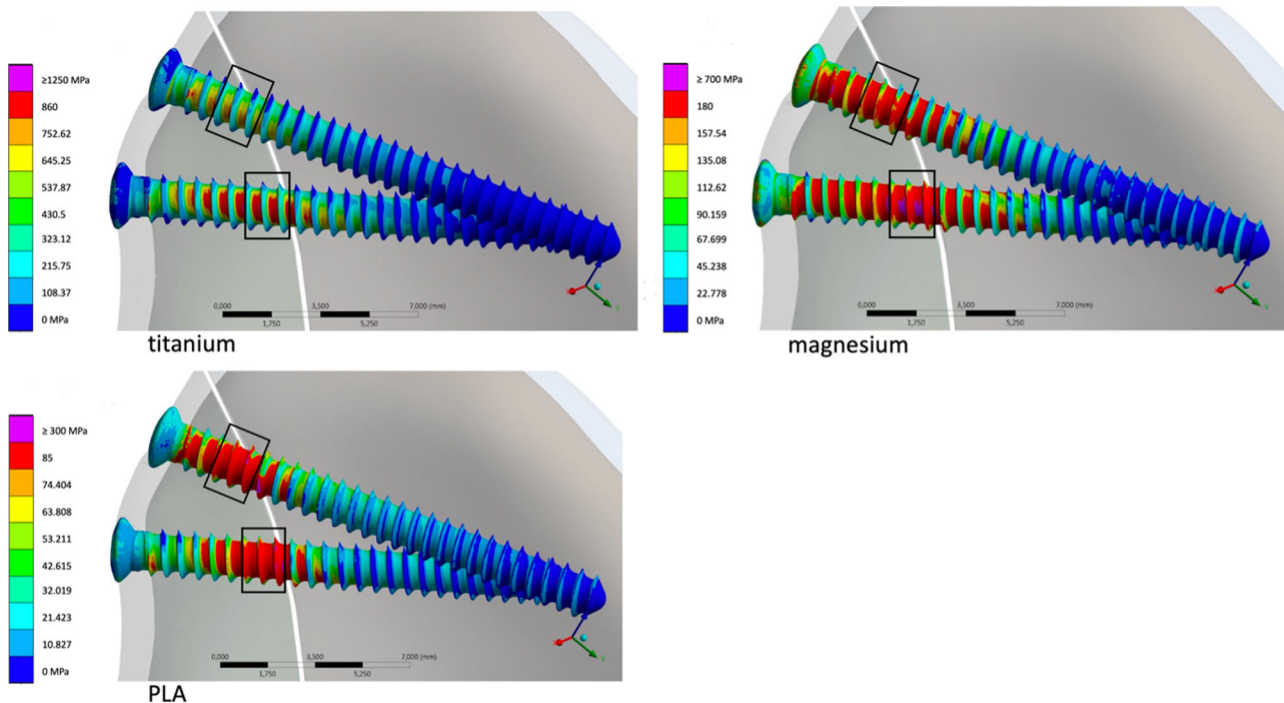 ≥1250 MPa
860
752.62
645.25
537.87
430.5
323.12
215.75
108.37
0 MPa
0,000 3,500 7,000 (mm)
1,750 5,250
Y
titanium
≥ 700 MPa
180
157.54
135.08
112.62
90.159
67.699
45.238
22.778
0 MPa
0,000 3,500 7,000 (mm)
1,750 5,250
Y
magnesium
≥ 300 MPa
85
74.404
63.808
53.211
42.615
32.019
21.423
10.827
0 MPa
0,000 3,500 7,000 (mm)
1,750 5,250
Y
PLA